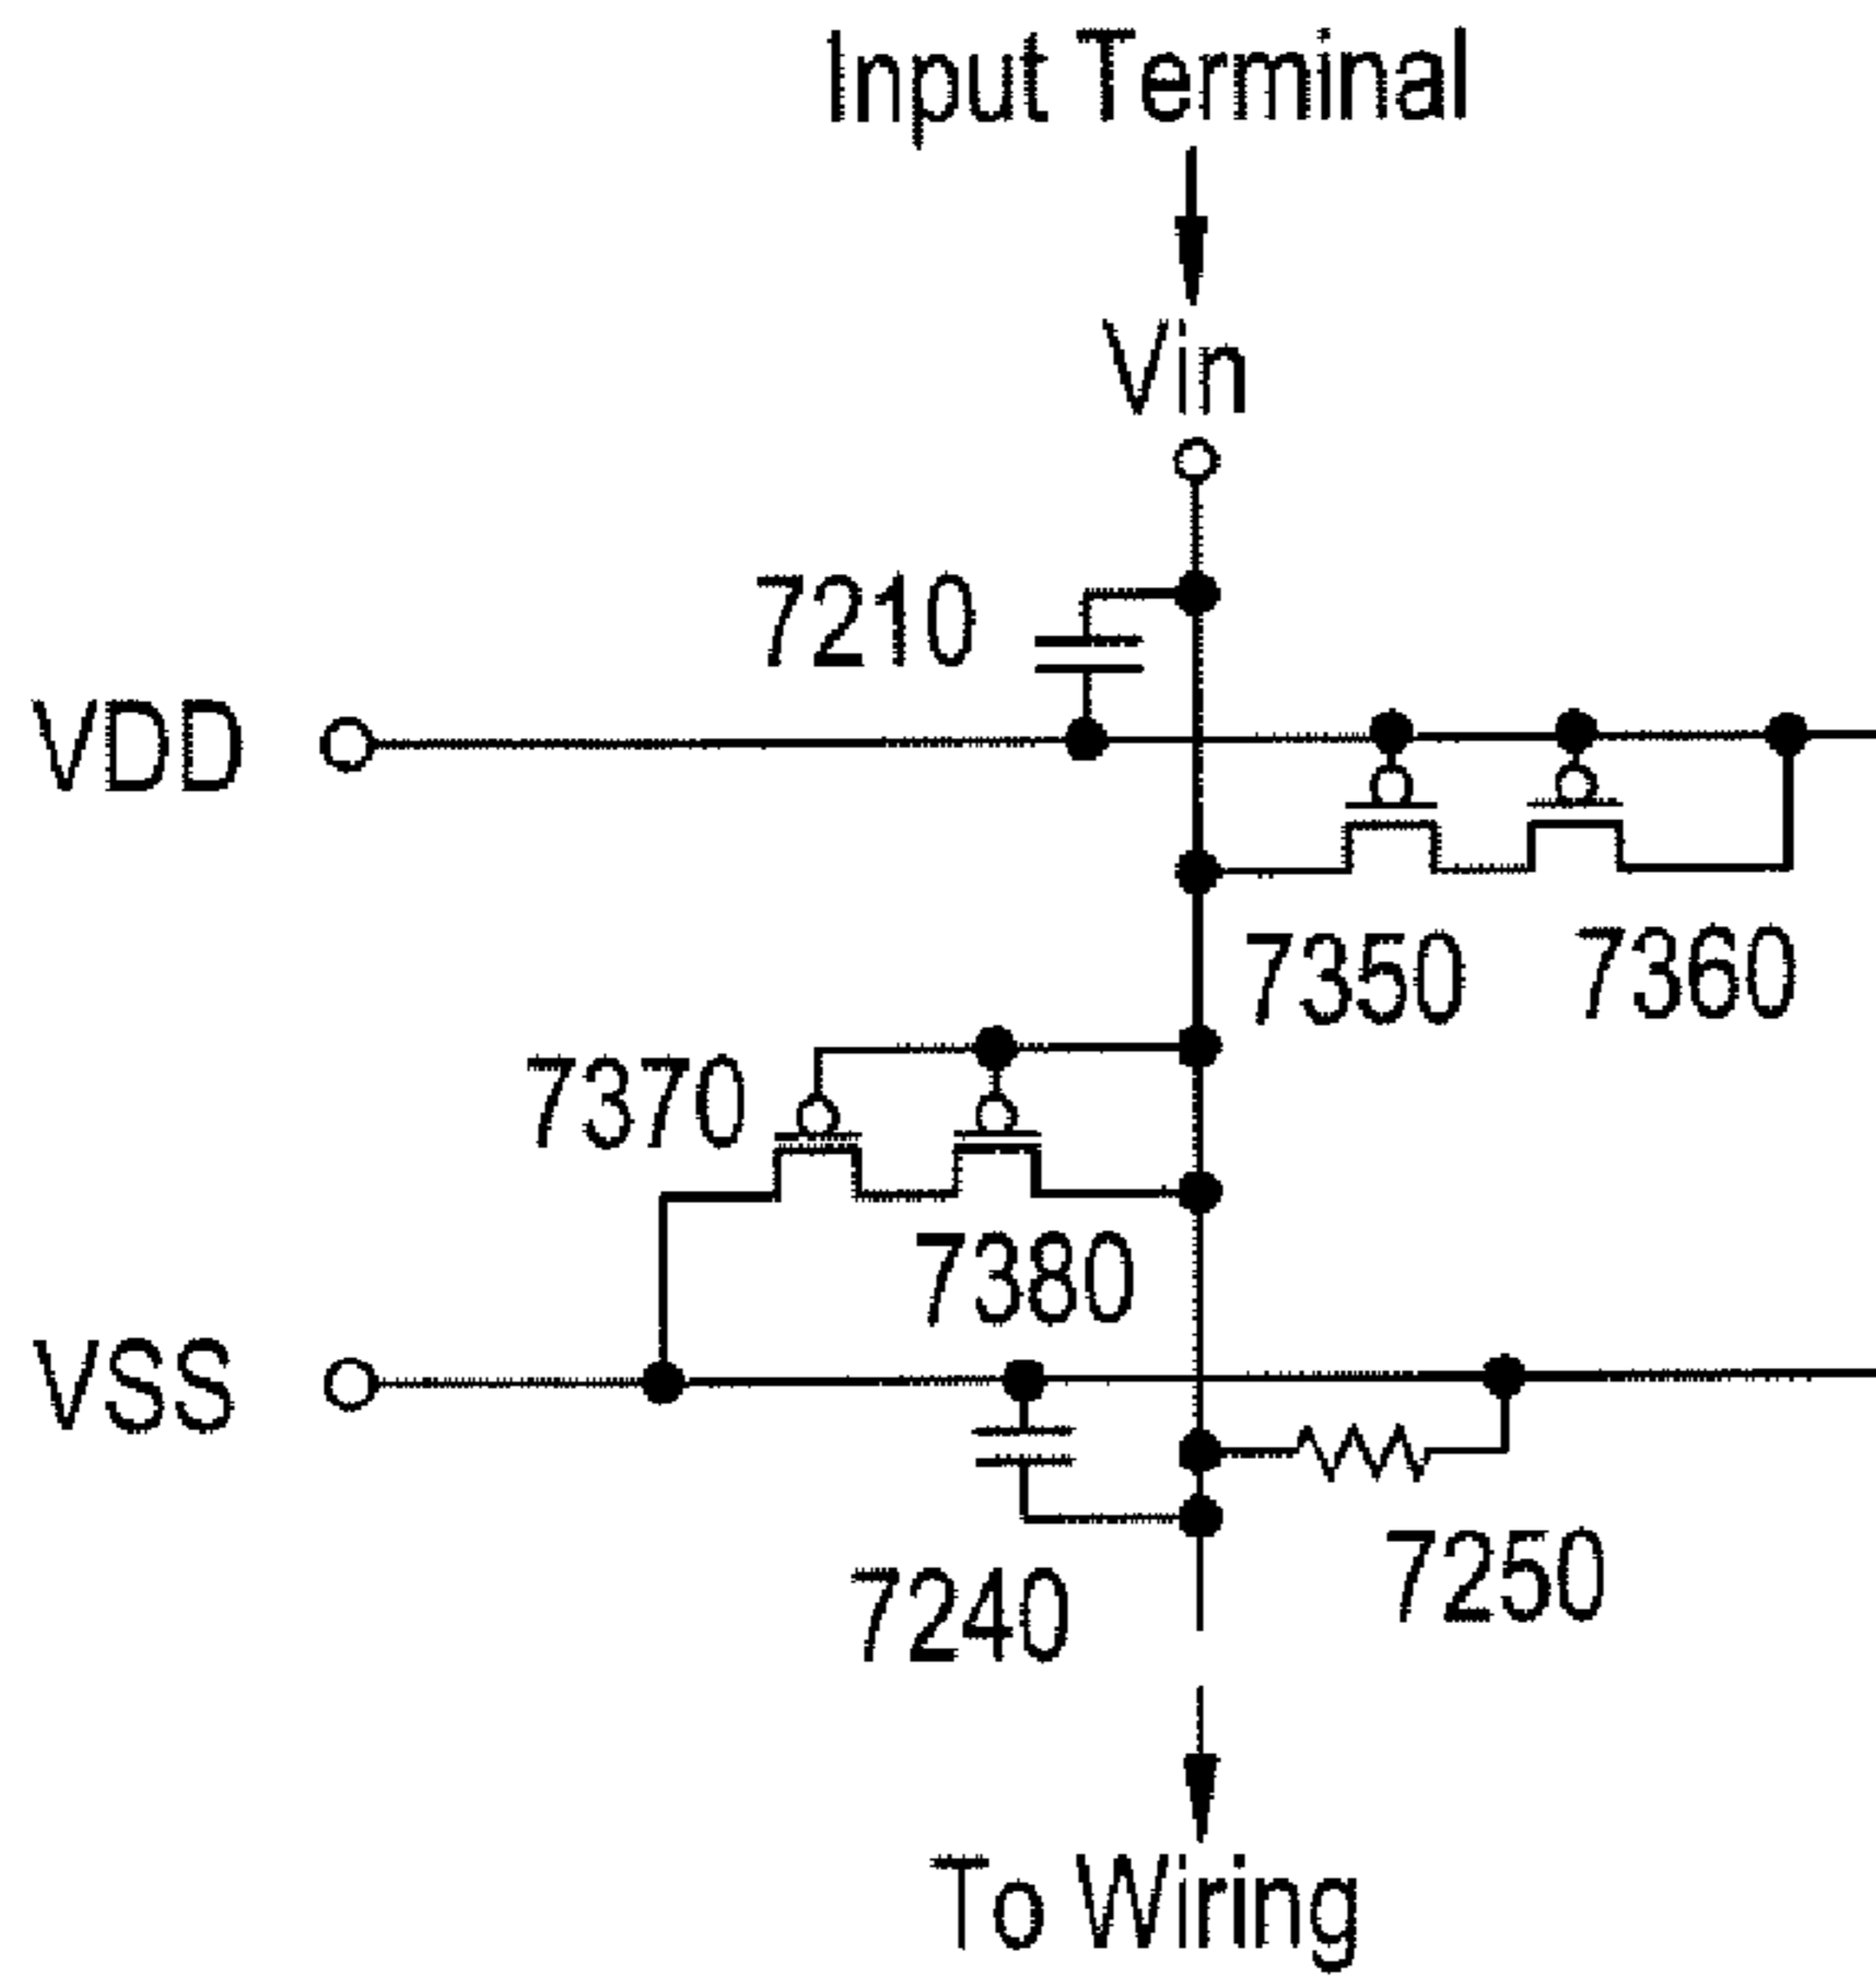 Input Terminal
Vin
7210
VDD
7350
7360
7370
7380
VSS
7250
7240
To Wiring